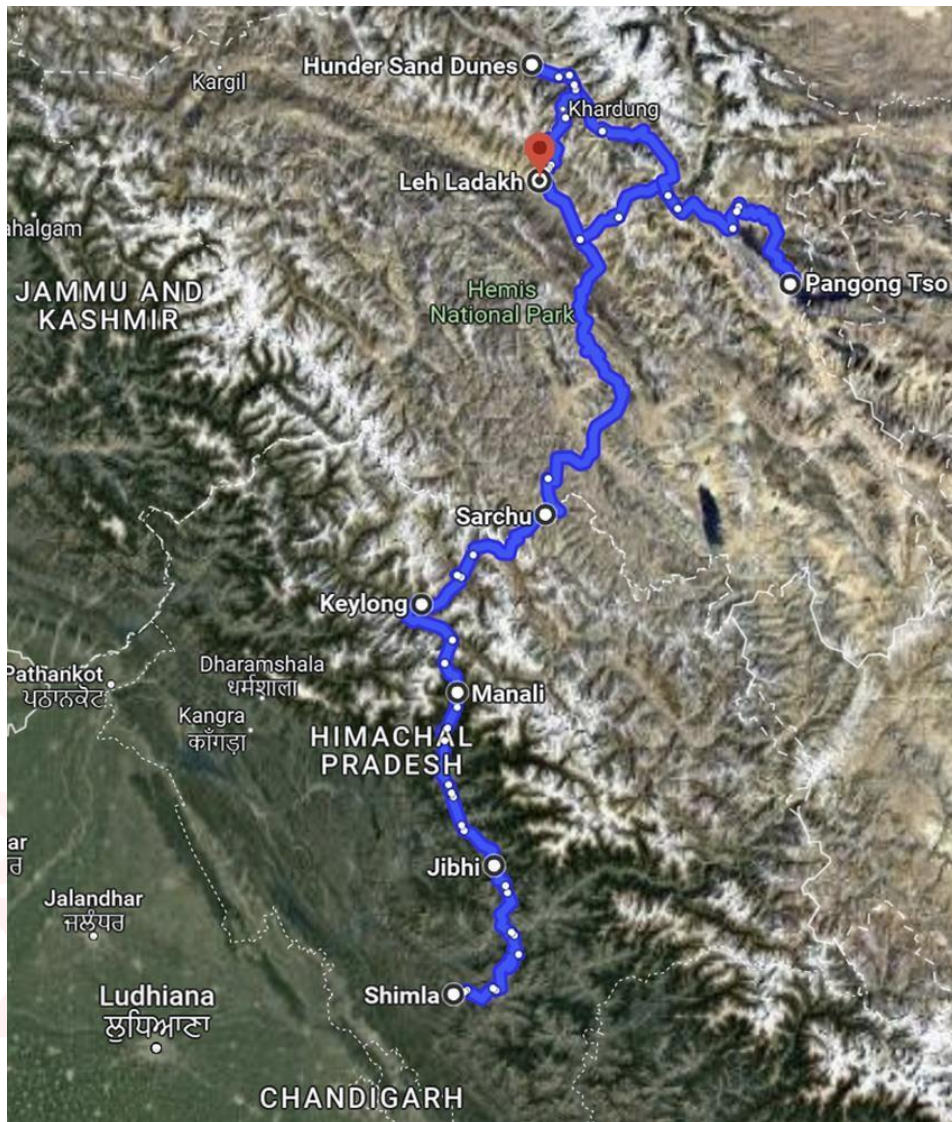 Hunder Sand Dunes
Kargil
Khardung
Leh Ladakh
ahalgam
Pangong Tso
JAMMU AND
KASHMIR
Hemis
National Park
Sarchu
Keylong
Dharamshala
धर्मशाला
Pathankot
ਪਠਾਨਕੋਟ
Manali
Kangra
काँगड़ा
HIMACHAL
PRADESH
ar
ਰ
Jibhi
Jalandhar
ਜਲੰਧਰ
Shimla
Ludhiana
ਲੁਧਿਆਣਾ
CHANDIGARH